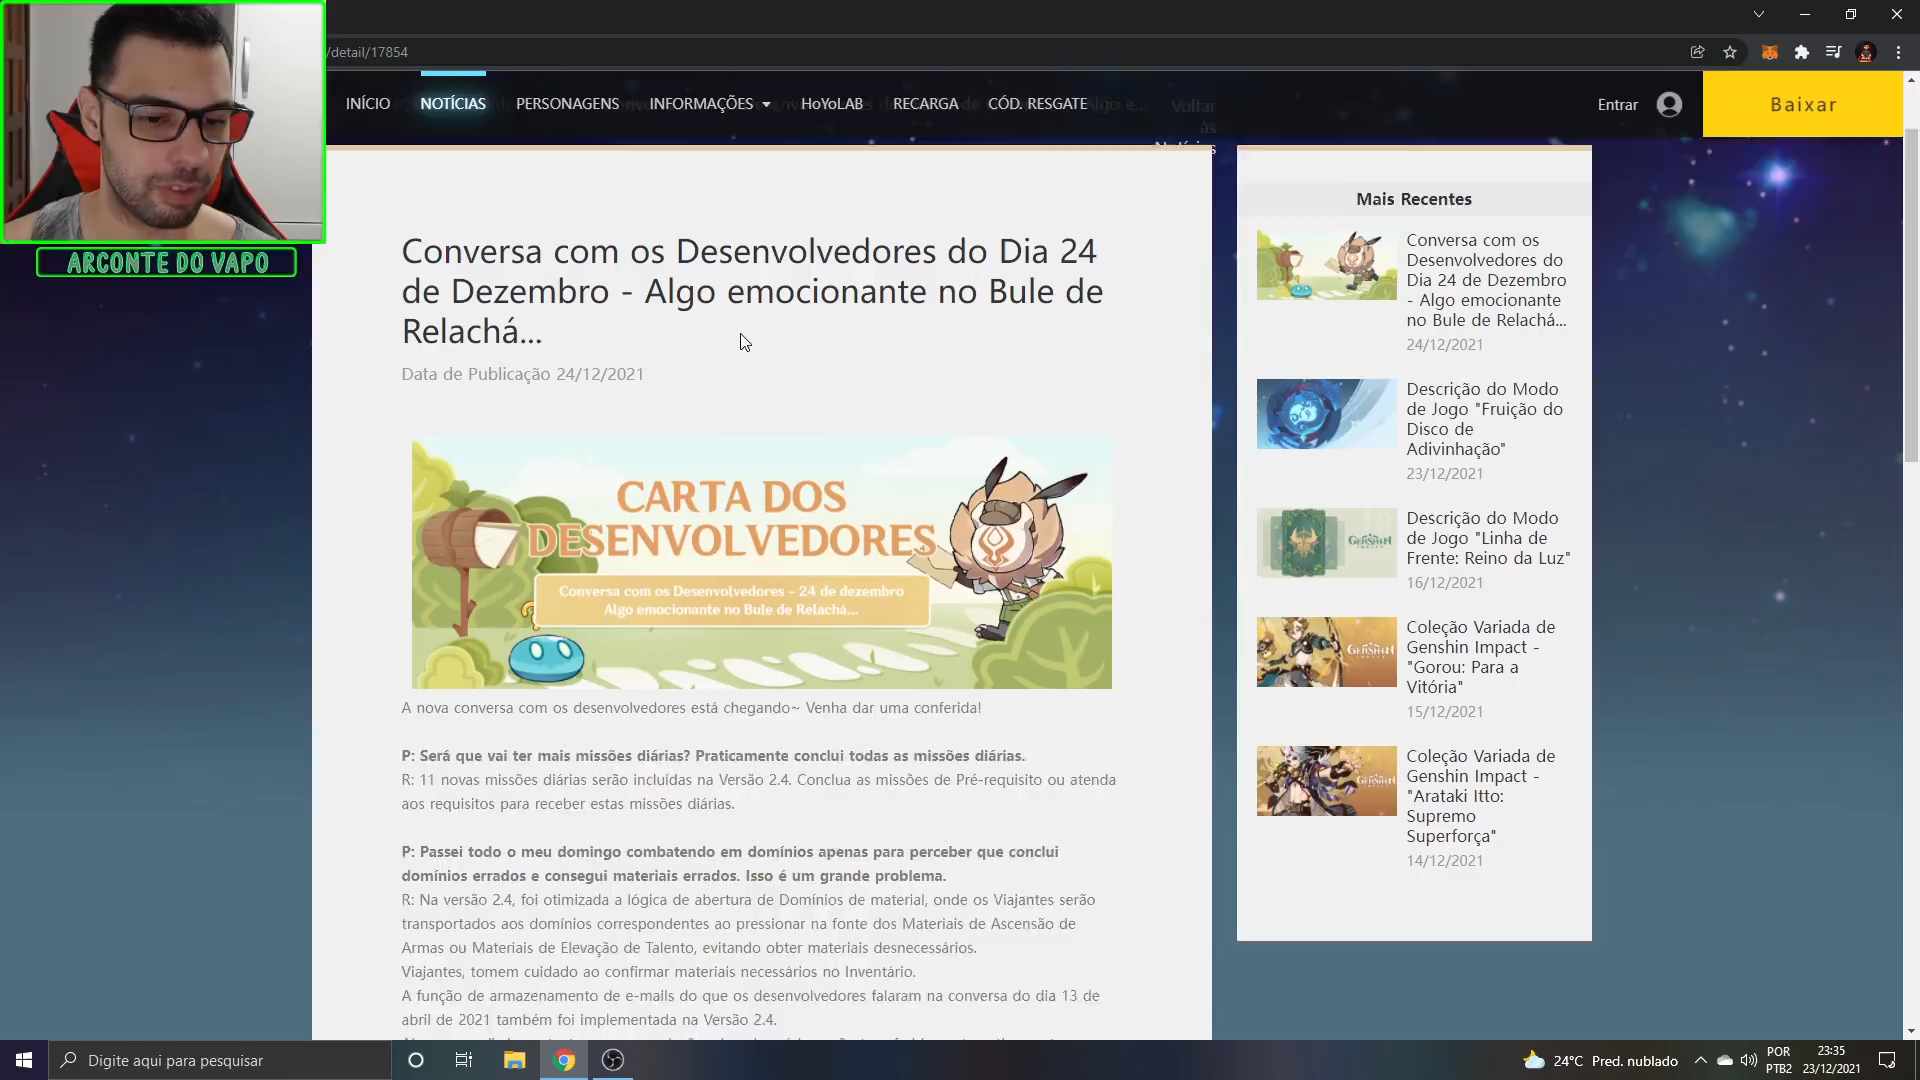 /detail/17854
INÍCIO NOTÍCIAS PERSONAGENS INFORMAÇÕES HoYoLAB RECARGA CÓD. RESGATE
Voltar
às
Notícias
Entrar
Baixar
ARCONTE DO VAPO
Conversa com os Desenvolvedores do Dia 24
de Dezembro - Algo emocionante no Bule de
Relachá...
Data de Publicação 24/12/2021
CARTA DOS
DESENVOLVEDORES
Conversa com os Desenvolvedores - 24 de dezembro
Algo emocionante no Bule de Relachá...
A nova conversa com os desenvolvedores está chegando~ Venha dar uma conferida!
P: Será que vai ter mais missões diárias? Praticamente conclui todas as missões diárias.
R: 11 novas missões diárias serão incluídas na Versão 2.4. Conclua as missões de Pré-requisito ou atenda
aos requisitos para receber estas missões diárias.
P: Passei todo o meu domingo combatendo em domínios apenas para perceber que conclui
domínios errados e consegui materiais errados. Isso é um grande problema.
R: Na versão 2.4, foi otimizada a lógica de abertura de Domínios de material, onde os Viajantes serão
transportados aos domínios correspondentes ao pressionar na fonte dos Materiais de Ascensão de
Armas ou Materiais de Elevação de Talento, evitando obter materiais desnecessários.
Viajantes, tomem cuidado ao confirmar materiais necessários no Inventário.
A função de armazenamento de e-mails do que os desenvolvedores falaram na conversa do dia 13 de
abril de 2021 também foi implementada na Versão 2.4.
Mais Recentes
Conversa com os
Desenvolvedores do
Dia 24 de Dezembro
- Algo emocionante
no Bule de Relachá...
24/12/2021
Descrição do Modo
de Jogo "Fruição do
Disco de
Adivinhação"
23/12/2021
GENSHIN
Descrição do Modo
de Jogo "Linha de
Frente: Reino da Luz"
16/12/2021
GENSHIN
Coleção Variada de
Genshin Impact -
"Gorou: Para a
Vitória"
15/12/2021
GENSHIN
Coleção Variada de
Genshin Impact -
"Arataki Itto:
Supremo
Superforça"
14/12/2021
Digite aqui para pesquisar
24°C Pred. nublado
POR
PTB2
23:35
23/12/2021